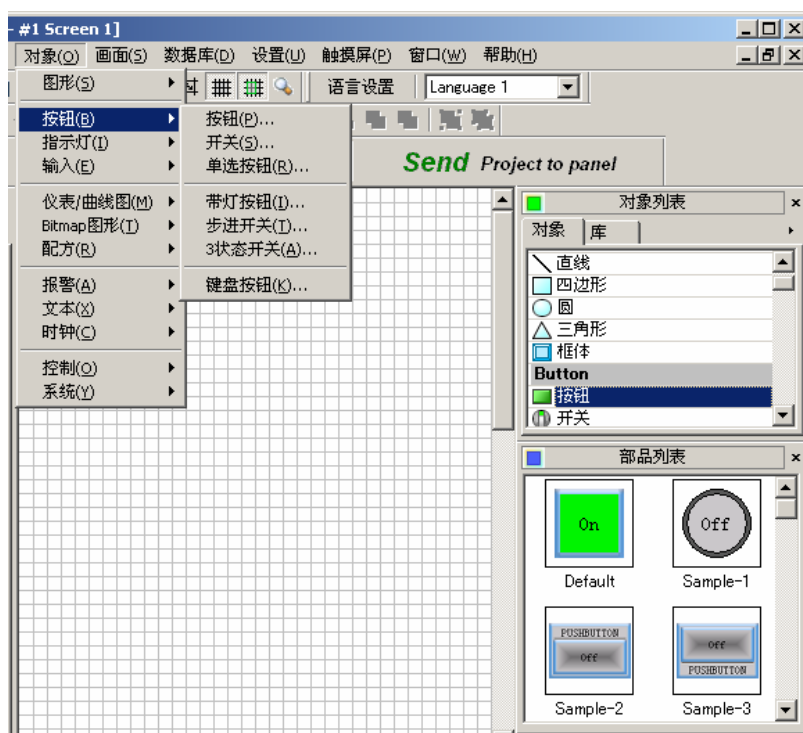 - #1 Screen 1]
对象(O) 画面(S) 数据库(D) 设置(U) 触摸屏(P) 窗口(W) 帮助(H)
图形(S)
语言设置 Language 1
按钮(B)
指示灯(I)
输入(E)
仪表/曲线图(M)
Bitmap图形(T)
配方(R)
报警(A)
文本(X)
时钟(C)
控制(O)
系统(Y)
按钮(P)...
开关(S)...
单选按钮(R)...
带灯按钮(I)...
步进开关(T)...
3状态开关(A)...
键盘按钮(K)...
Send Project to panel
对象列表
对象 库
直线
四边形
圆
三角形
框体
Button
按钮
开关
部品列表
On
Default
Off
Sample-1
PUSHBUTTON
Off
Sample-2
Off
PUSHBUTTON
Sample-3